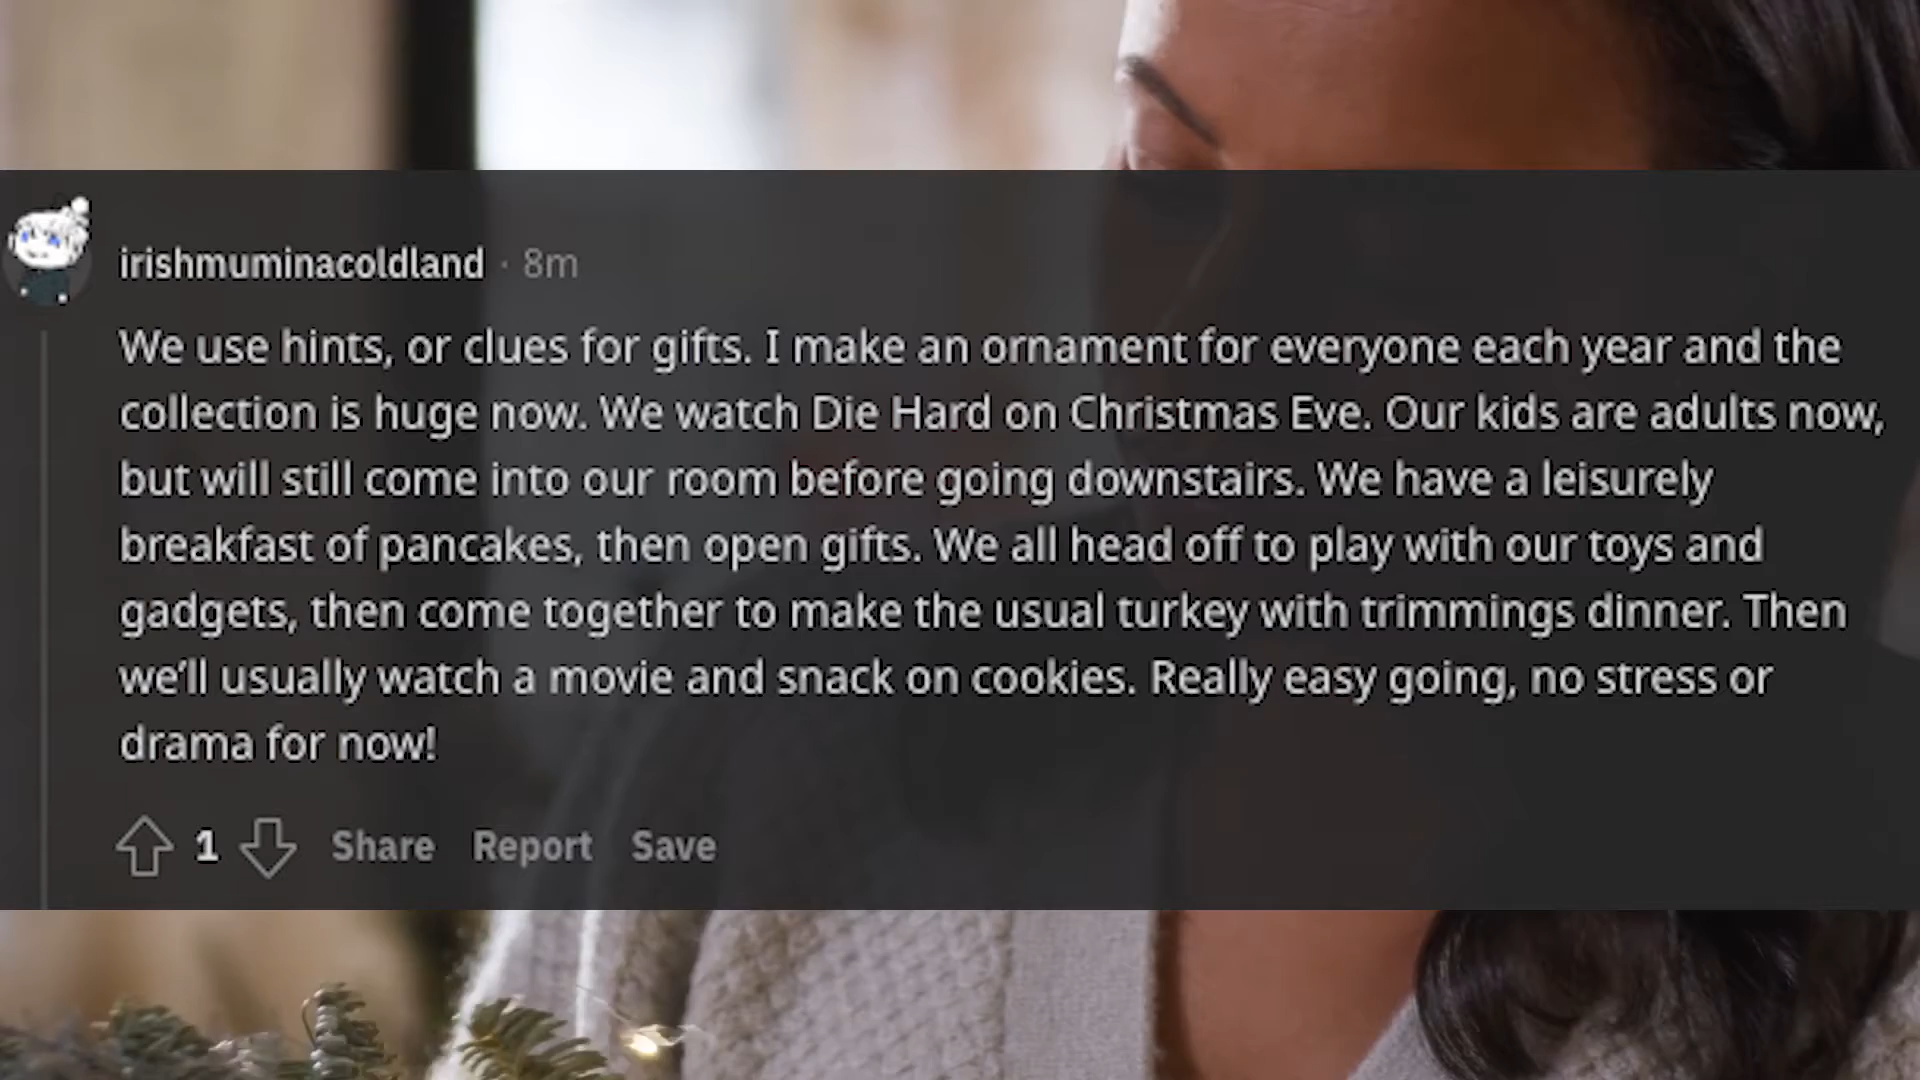 irishmuminacoldland · 8m
We use hints, or clues for gifts. I make an ornament for everyone each year and the
collection is huge now. We watch Die Hard on Christmas Eve. Our kids are adults now,
but will still come into our room before going downstairs. We have a leisurely
breakfast of pancakes, then open gifts. We all head off to play with our toys and
gadgets, then come together to make the usual turkey with trimmings dinner. Then
we’ll usually watch a movie and snack on cookies. Really easy going, no stress or
drama for now!
1 Share Report Save